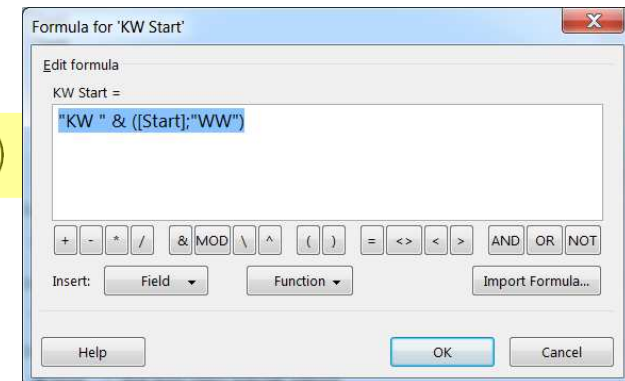 Formula for 'KW Start'
Edit formula
KW Start =
"KW " & ([Start];"WW")
)
+ - * / & MOD \ ^ ( ) = <> < > AND OR NOT
Insert: Field Function Import Formula...
Help OK Cancel